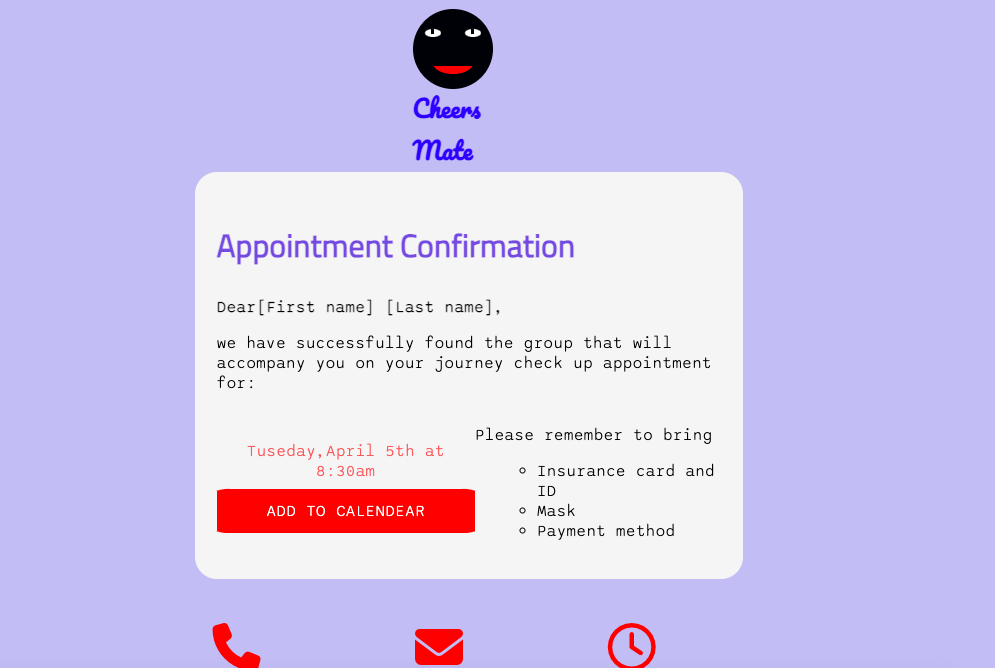 Cheers
Mate
Appointment Confirmation
Dear[First name] [Last name],
we have successfully found the group that will
accompany you on your journey check up appointment
for:
Tuseday,April 5th at
8:30am
ADD TO CALENDEAR
Please remember to bring
Insurance card and
ID
Mask
Payment method